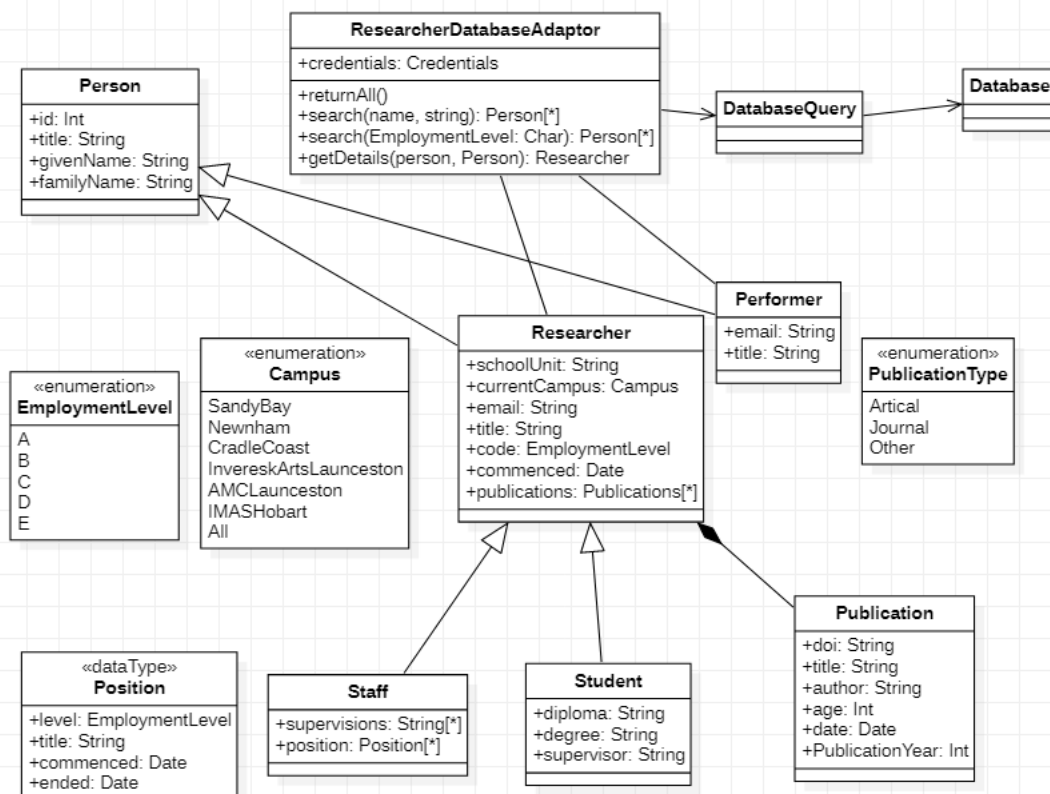 ResearcherDatabaseAdaptor
+credentials: Credentials
+returnAll()
+search(name, string): Person[*]
+search(EmploymentLevel: Char): Person[*]
+getDetails(person, Person): Researcher
Person
+id: Int
+title: String
+givenName: String
+familyName: String
DatabaseQuery
Database
Performer
+email: String
+title: String
Researcher
+schoolUnit: String
+currentCampus: Campus
+email: String
+title: String
+code: EmploymentLevel
+commenced: Date
+publications: Publications[*]
«enumeration»
EmploymentLevel
A
B
C
D
E
«enumeration»
Campus
SandyBay
Newnham
CradleCoast
InvereskArtsLaunceston
AMCLaunceston
IMASHobart
All
«enumeration»
PublicationType
Artical
Journal
Other
«dataType»
Position
+level: EmploymentLevel
+title: String
+commenced: Date
+ended: Date
Staff
+supervisions: String[*]
+position: Position[*]
Student
+diploma: String
+degree: String
+supervisor: String
Publication
+doi: String
+title: String
+author: String
+age: Int
+date: Date
+PublicationYear: Int